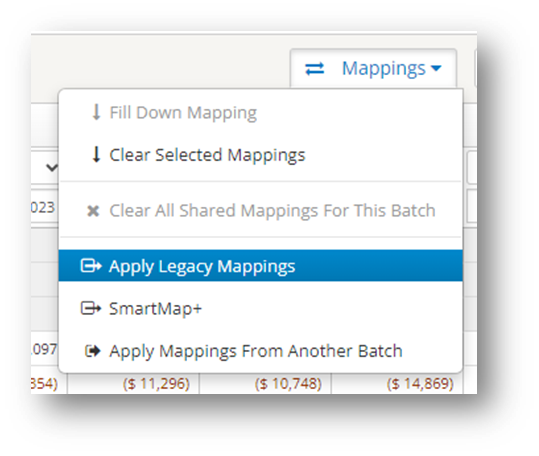 Mappings
Fill Down Mapping
Clear Selected Mappings
023
Clear All Shared Mappings For This Batch
Apply Legacy Mappings
SmartMap+
.097
Apply Mappings From Another Batch
854) ($ 11,296) ($ 10,748) ($ 14,869)